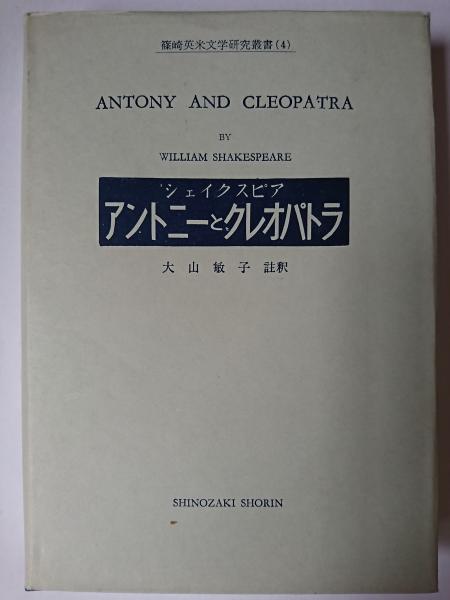 篠崎英米文学研究叢書(4)
ANTONY AND CLEOPATRA
BY
WILLIAM SHAKESPEARE
シェイクスピア
アントニーとクレオパトラ
大山敏子 註釈
SHINOZAKI SHORIN